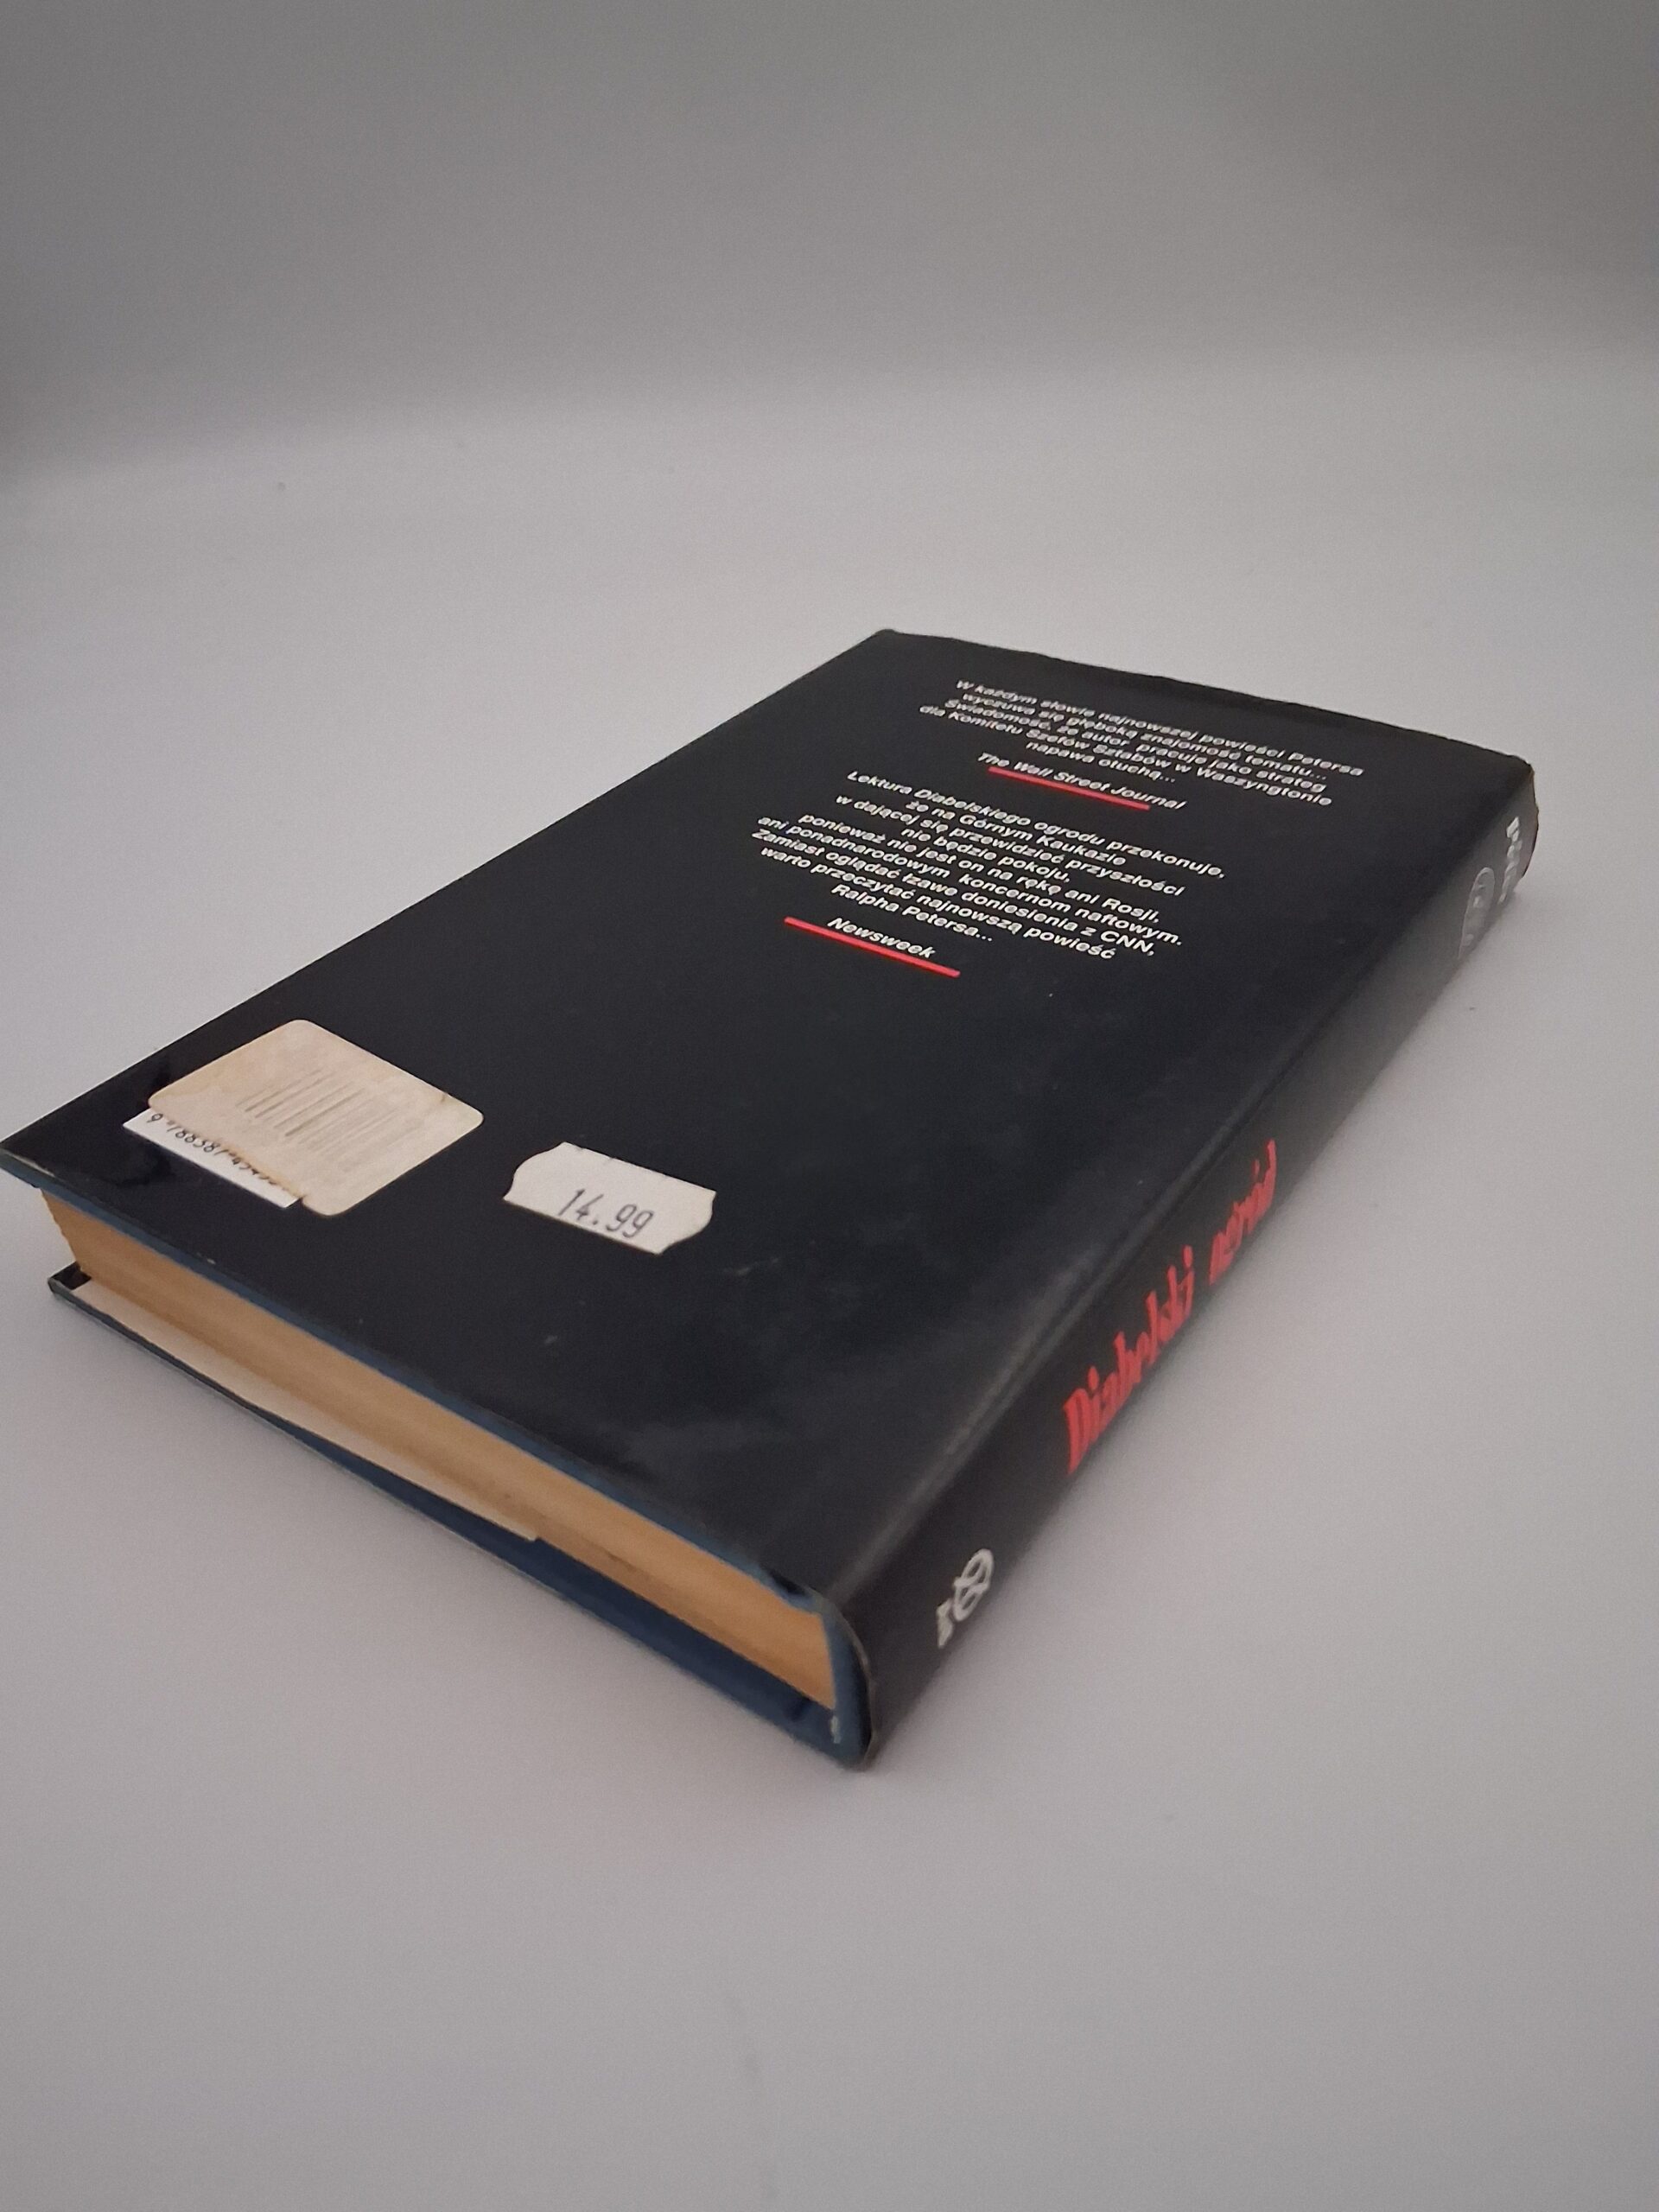 W każdym słowie najnowszej powieści Petersa
wyczuwa się głęboką znajomość tematu...
Świadomość, że autor pracuje jako strateg
dla Komitetu Szefów Sztabów w Waszyngtonie
napawa otuchą...
The Wall Street Journal
Lektura Diabelskiego ogrodu przekonuje,
że na Górnym Kaukazie
w dającej się przewidzieć przyszłości
nie będzie pokoju,
ponieważ nie jest on na rękę ani Rosji,
ani ponadnarodowym koncernom naftowym.
Zamiast oglądać łzawe doniesienia z CNN,
warto przeczytać najnowszą powieść
Ralpha Petersa...
Newsweek
14.99
Diabelski ogród